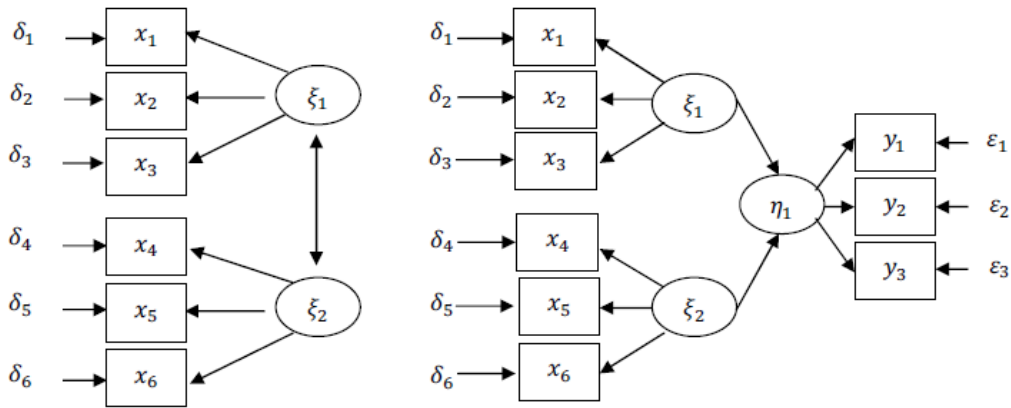 δ₁ x₁
δ₂ x₂ ξ₁
δ₃ x₃
δ₄ x₄
δ₅ x₅ ξ₂
δ₆ x₆
δ₁ x₁
δ₂ x₂ ξ₁
δ₃ x₃
δ₄ x₄
δ₅ x₅ ξ₂
δ₆ x₆
η₁
y₁ ε₁
y₂ ε₂
y₃ ε₃